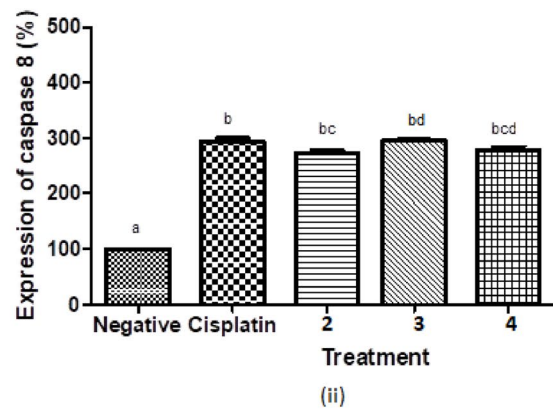 Expression of caspase 8 (%)
500
400
300
200
100
0
a
b
bc
bd
bcd
Negative Cisplatin 2 3 4
Treatment
(ii)